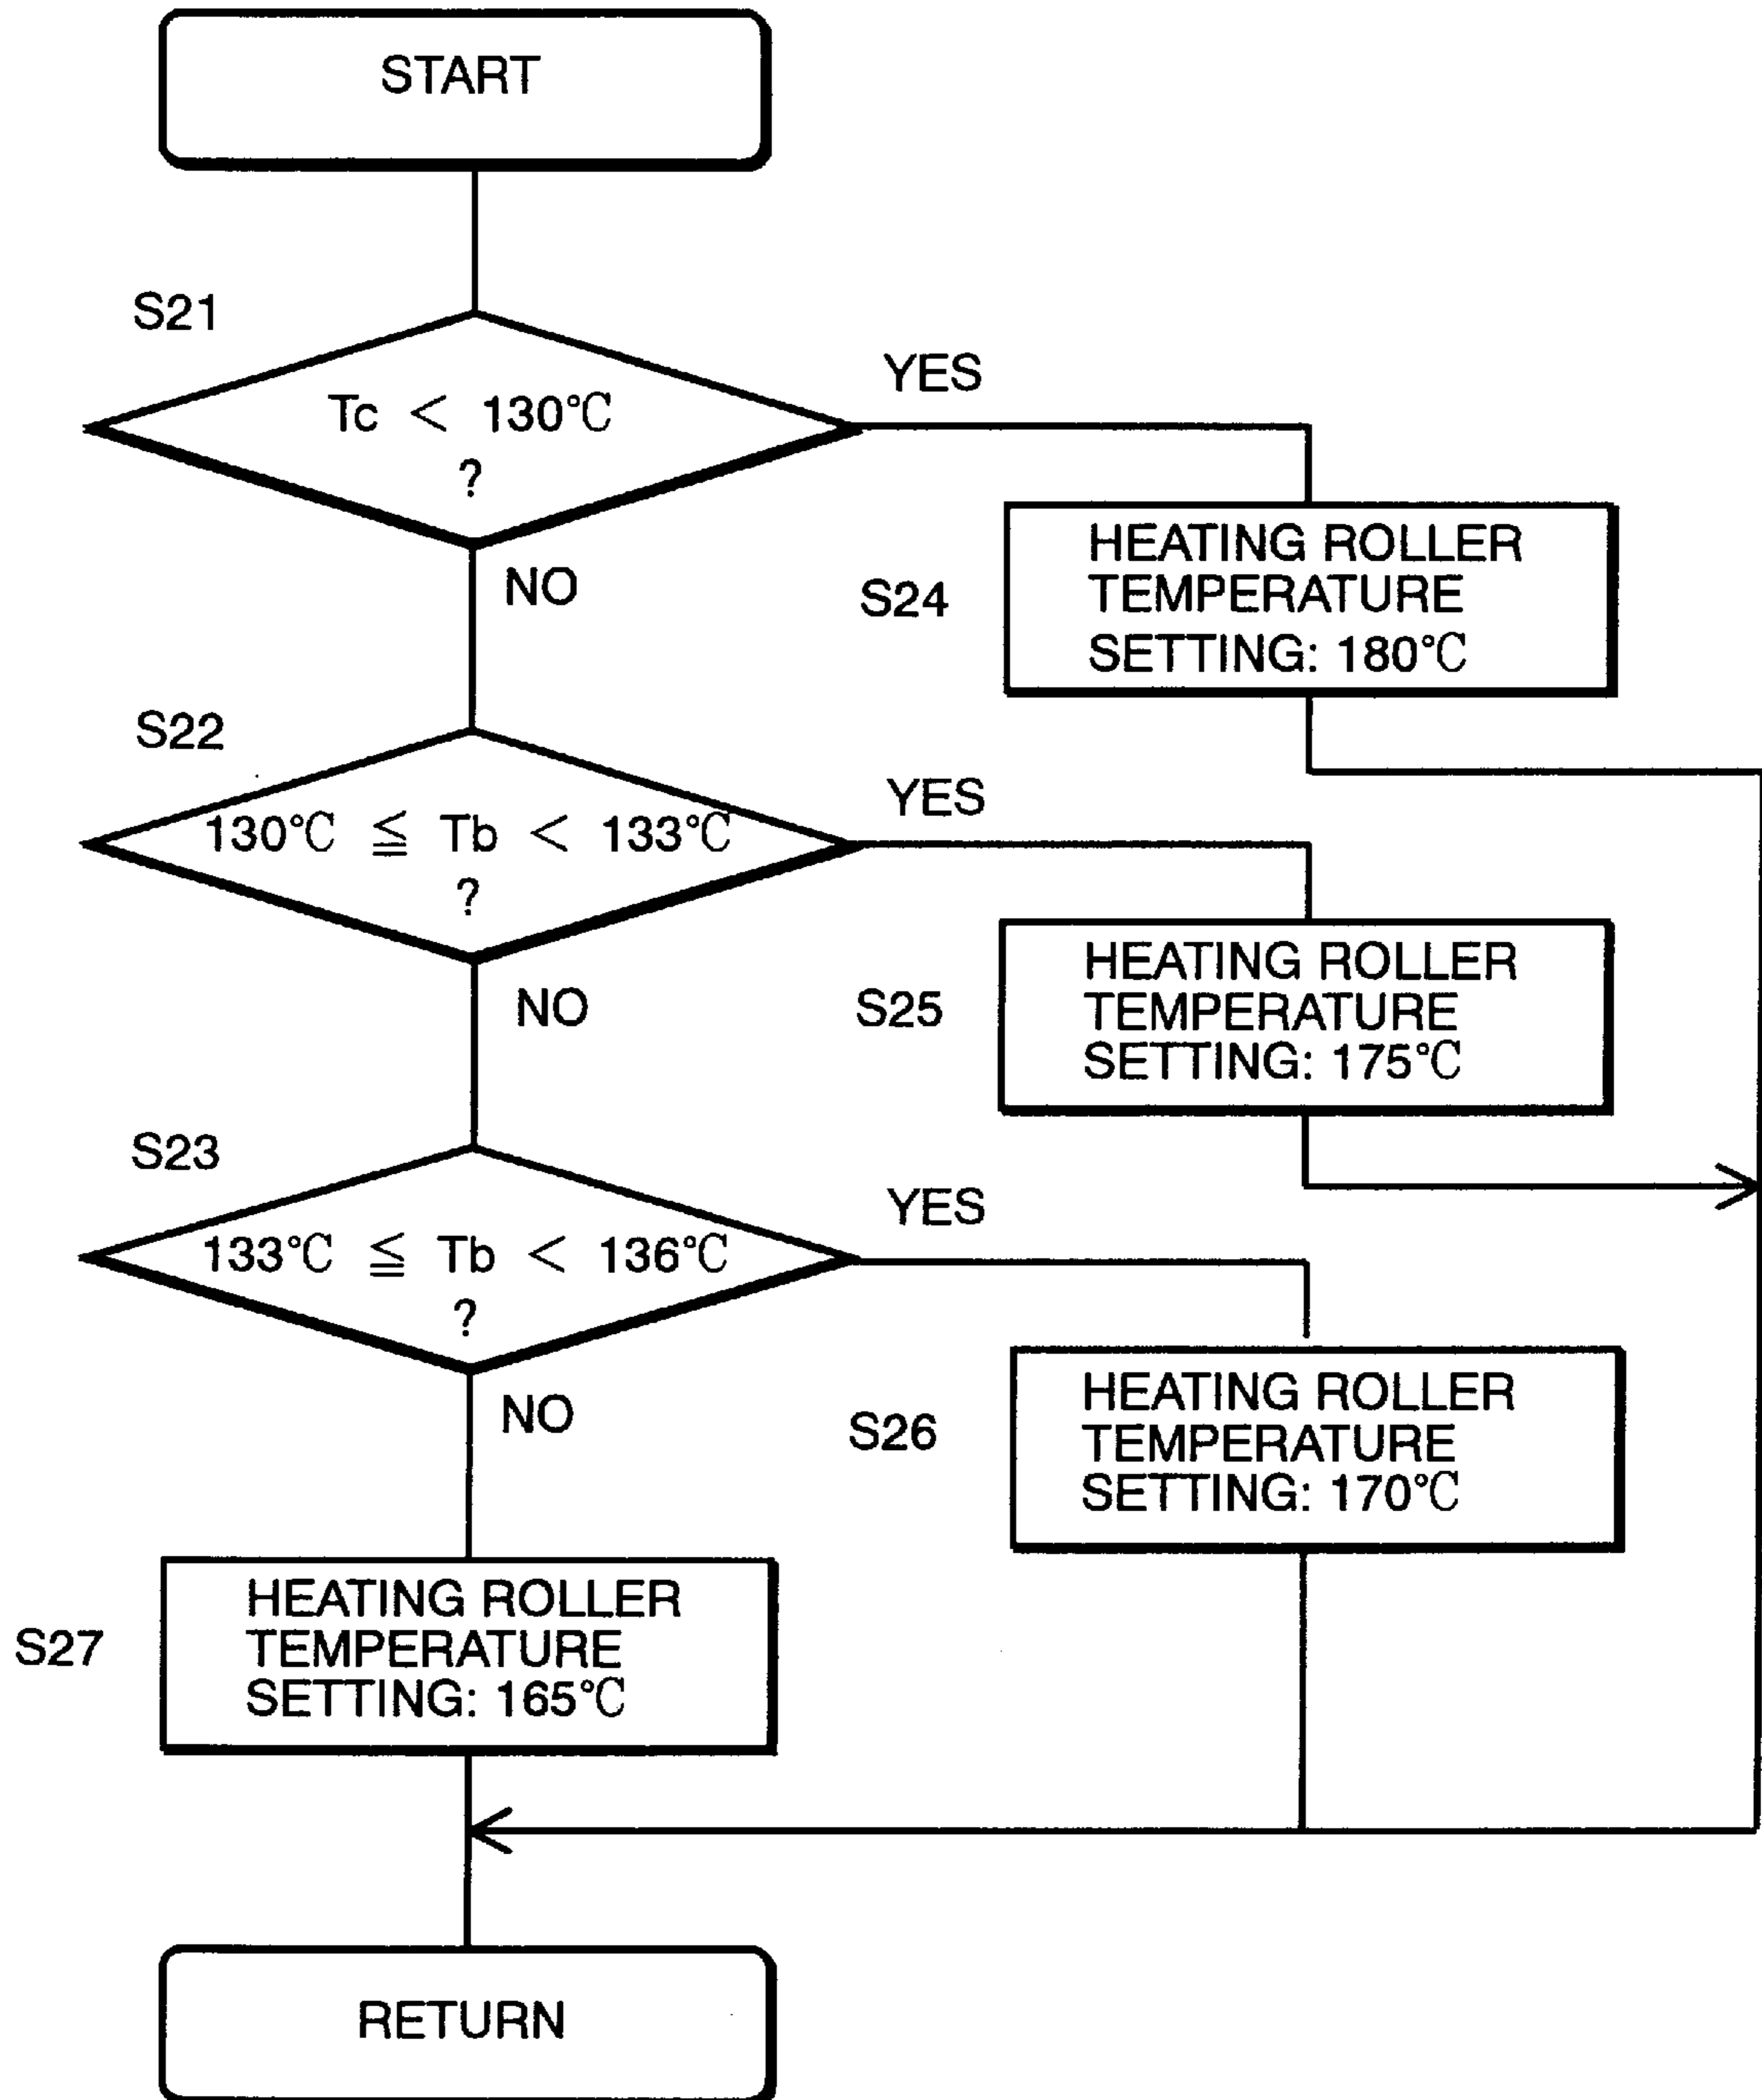 START
S21
Tc < 130℃
?
YES
NO
S24
HEATING ROLLER
TEMPERATURE
SETTING: 180℃
S22
130℃ ≦ Tb < 133℃
?
YES
NO
S25
HEATING ROLLER
TEMPERATURE
SETTING: 175℃
S23
133℃ ≦ Tb < 136℃
?
YES
NO
S26
HEATING ROLLER
TEMPERATURE
SETTING: 170℃
S27
HEATING ROLLER
TEMPERATURE
SETTING: 165℃
RETURN